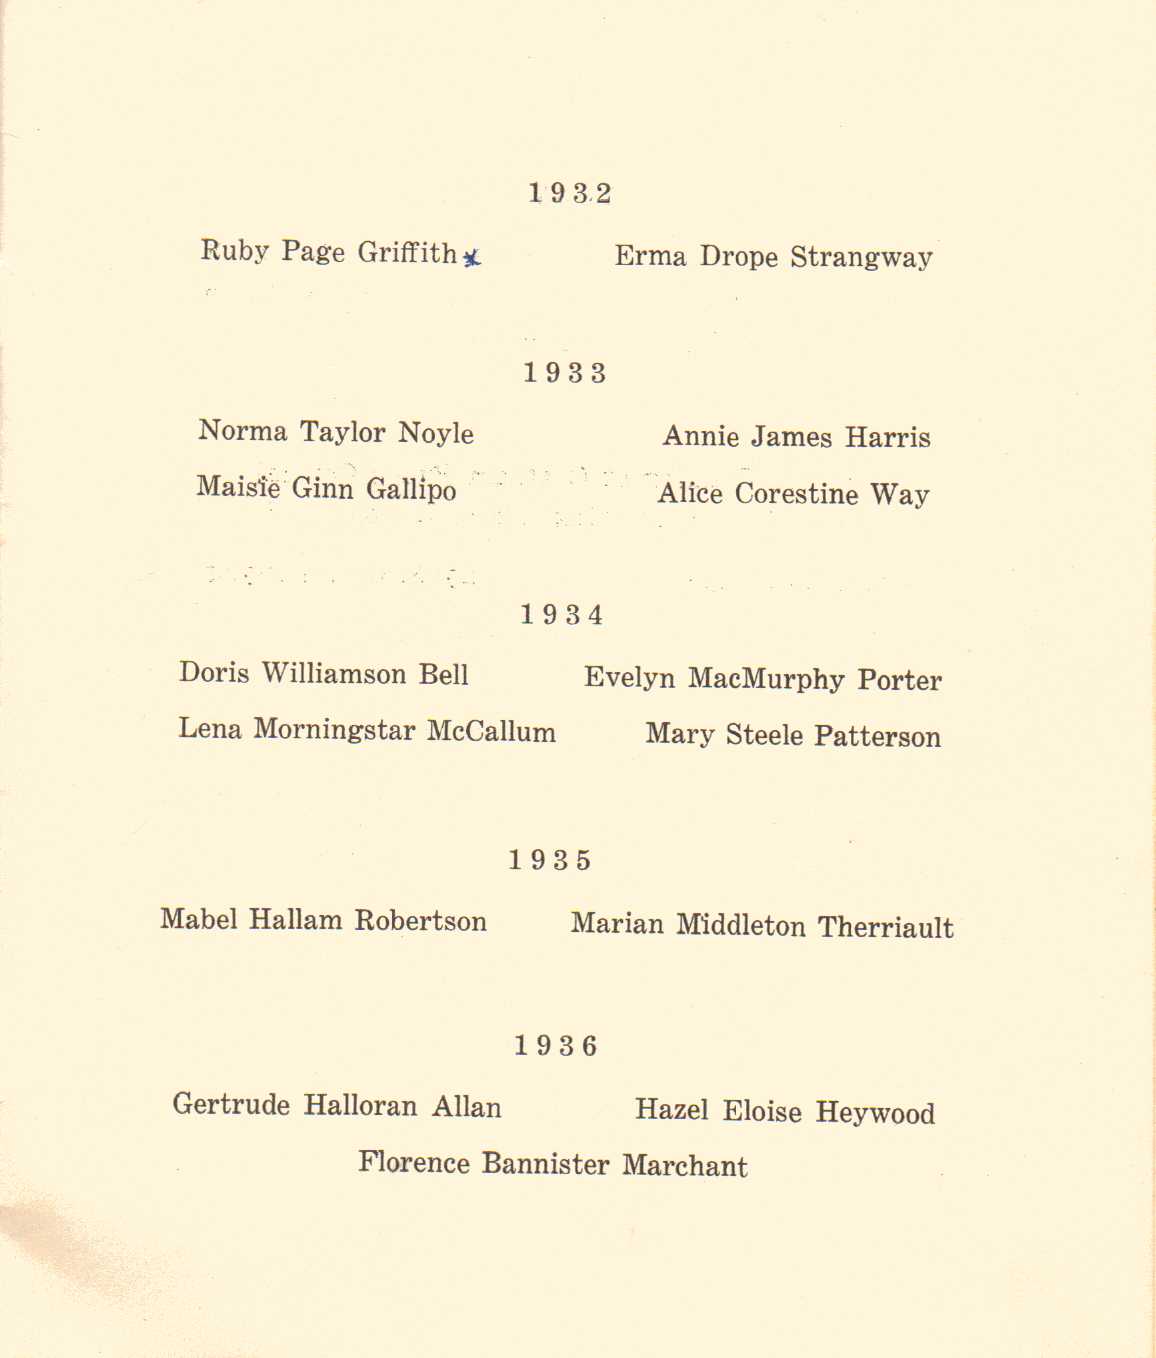 1932
Ruby Page Griffith* Erma Drope Strangway
1933
Norma Taylor Noyle Annie James Harris
Maisie Ginn Gallipo Alice Corestine Way
1934
Doris Williamson Bell Evelyn MacMurphy Porter
Lena Morningstar McCallum Mary Steele Patterson
1935
Mabel Hallam Robertson Marian Middleton Therriault
1936
Gertrude Halloran Allan Hazel Eloise Heywood
Florence Bannister Marchant